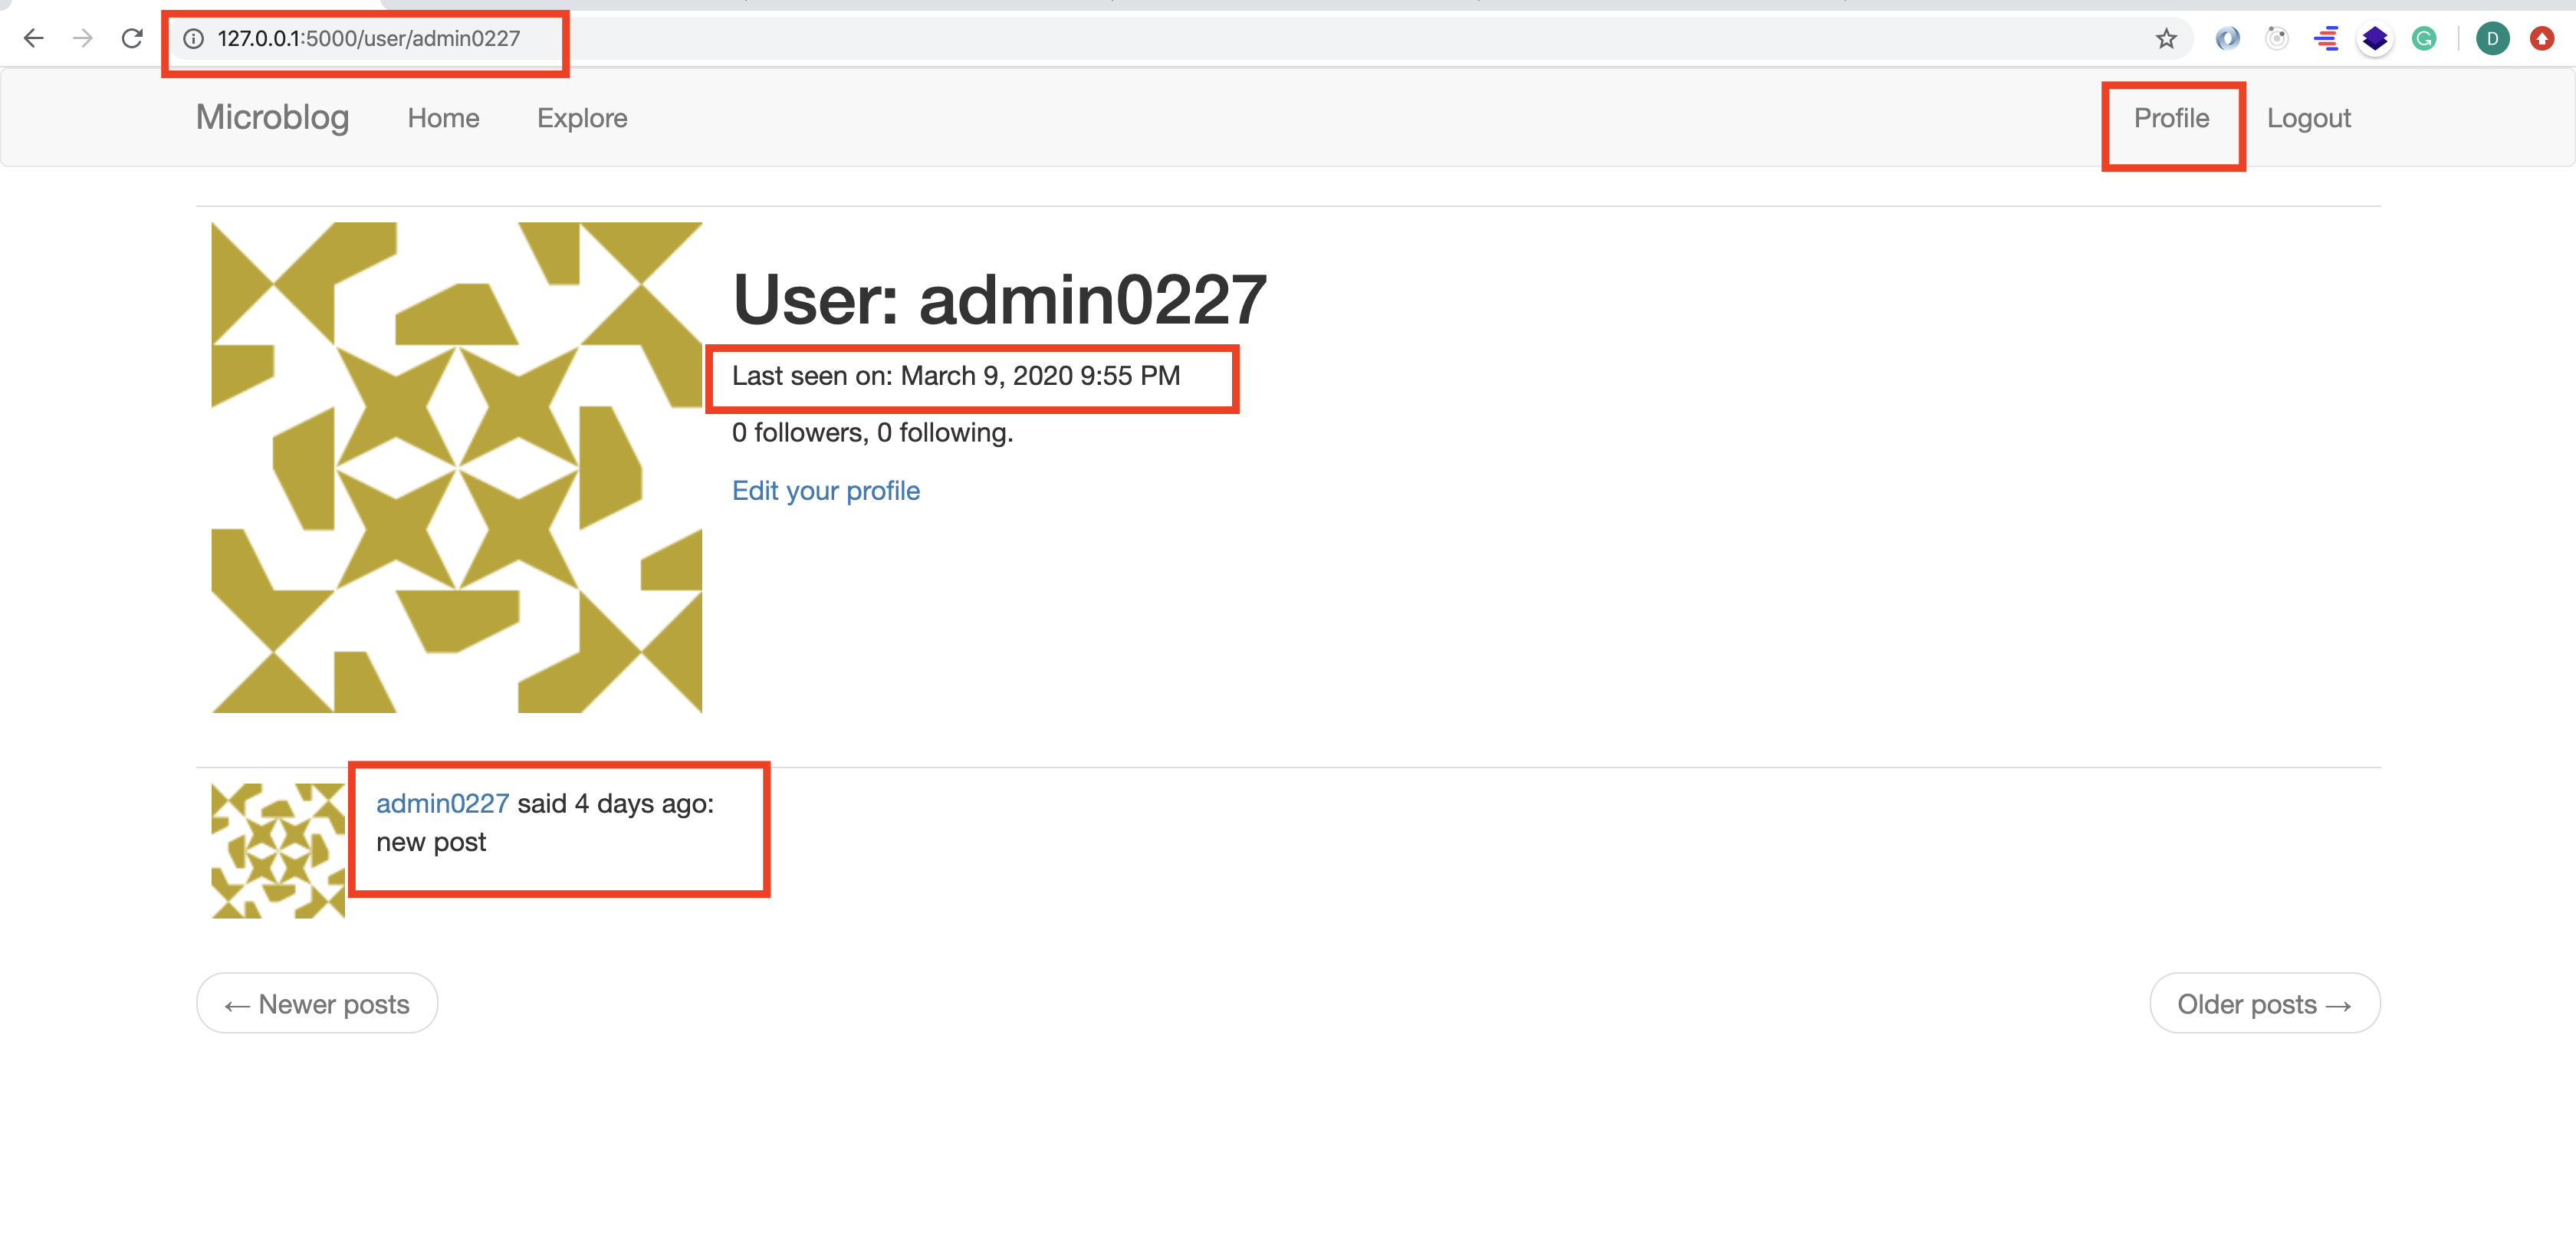 127.0.0.1:5000/user/admin0227
D
Microblog Home Explore Profile Logout
User: admin0227
Last seen on: March 9, 2020 9:55 PM
0 followers, 0 following.
Edit your profile
admin0227 said 4 days ago:
new post
← Newer posts Older posts →